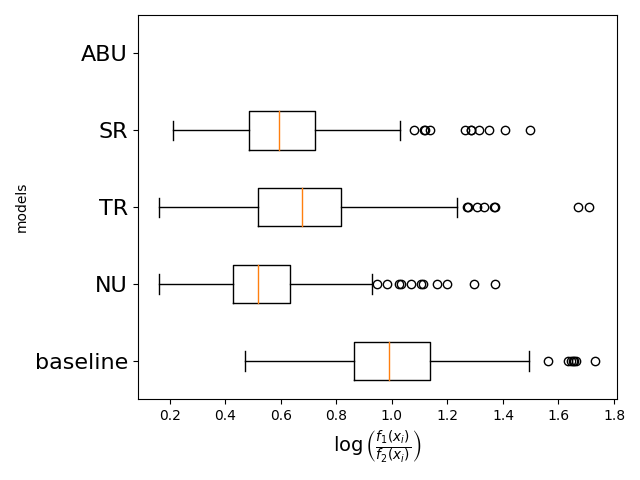 ABU
SR
TR
NU
baseline
models
0.2 0.4 0.6 0.8 1.0 1.2 1.4 1.6 1.8
log(f₁(xᵢ)/f₂(xᵢ))